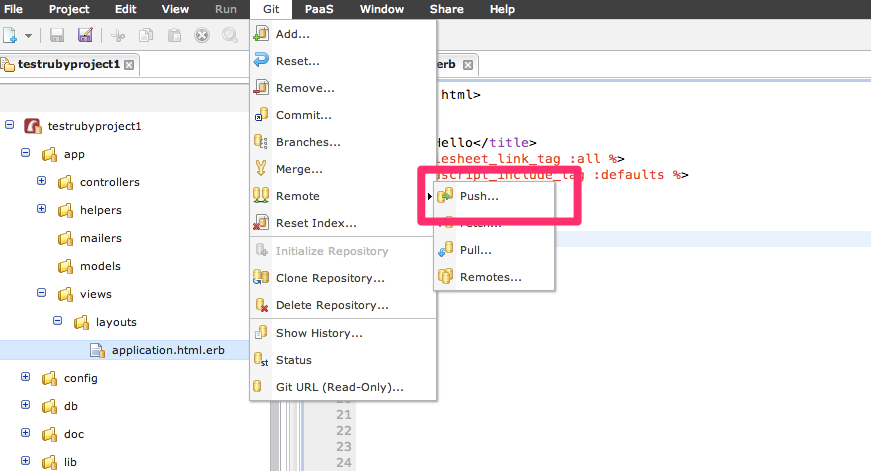 File Project Edit View Run Git PaaS Window Share Help
testrubyproject1
erb
testrubyproject1
app
controllers
helpers
mailers
models
views
layouts
application.html.erb
config
db
doc
lib
Add...
Reset...
Remove...
Commit...
Branches...
Merge...
Remote
Reset Index...
Initialize Repository
Clone Repository...
Delete Repository...
Show History...
Status
Git URL (Read-Only)...
Push...
Fetch...
Pull...
Remotes...
html>
Hello</title>
lesheet_link_tag :all %>
script_include_tag :defaults %>
21
22
23
24